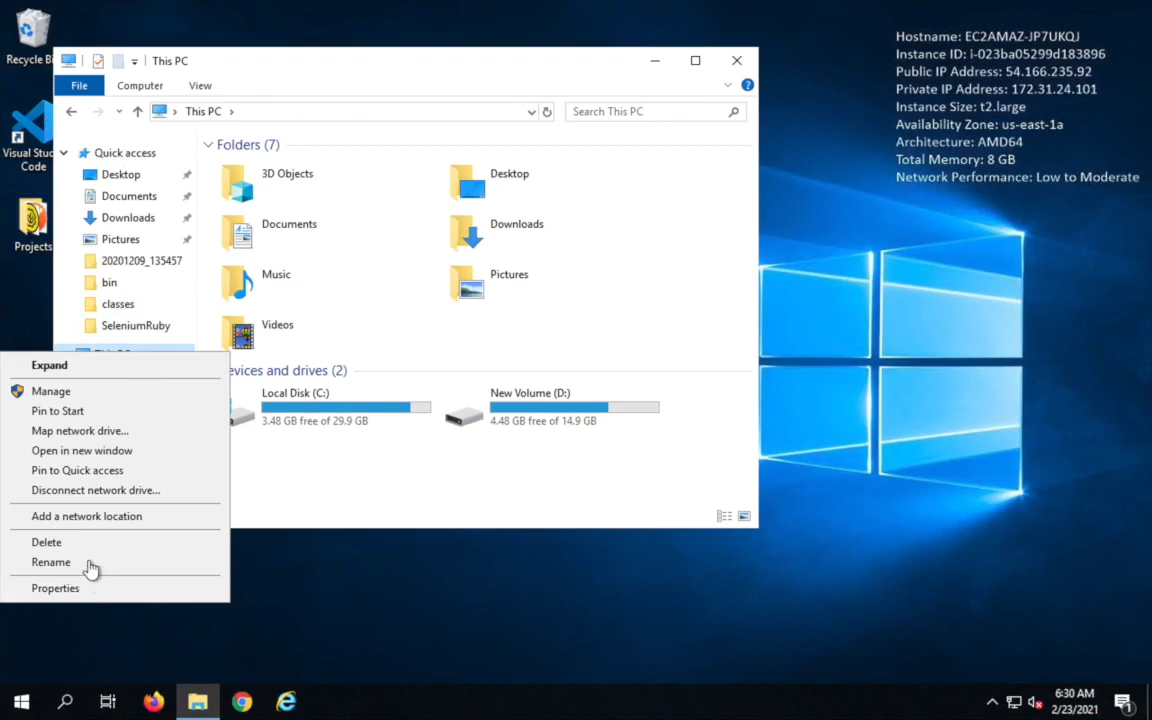 Recycle Bi
Visual Stud
Code
Projects
Hostname: EC2AMAZ-JP7UKQJ
Instance ID: i-023ba05299d183896
Public IP Address: 54.166.235.92
Private IP Address: 172.31.24.101
Instance Size: t2.large
Availability Zone: us-east-1a
Architecture: AMD64
Total Memory: 8 GB
Network Performance: Low to Moderate
This PC
File Computer View
This PC
Search This PC
Quick access
Desktop
Documents
Downloads
Pictures
20201209_135457
bin
classes
SeleniumRuby
This PC
Folders (7)
3D Objects
Desktop
Documents
Downloads
Music
Pictures
Videos
evices and drives (2)
Local Disk (C:)
3.48 GB free of 29.9 GB
New Volume (D:)
4.48 GB free of 14.9 GB
Expand
Manage
Pin to Start
Map network drive...
Open in new window
Pin to Quick access
Disconnect network drive...
Add a network location
Delete
Rename
Properties
6:30 AM
2/23/2021
1